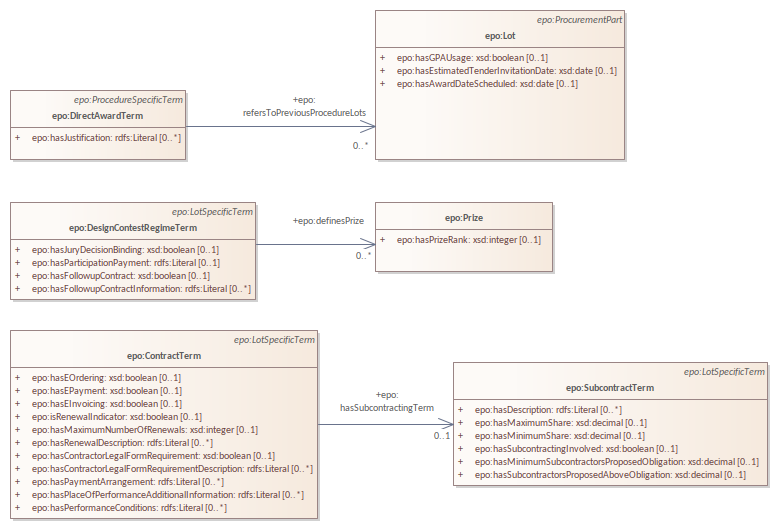 epo:ProcurementPart
epo:Lot
+ epo:hasGPAUsage: xsd:boolean [0..1]
+ epo:hasEstimatedTenderInvitationDate: xsd:date [0..1]
+ epo:hasAwardDateScheduled: xsd:date [0..1]
epo:ProcedureSpecificTerm
epo:DirectAwardTerm
+ epo:hasJustification: rdfs:Literal [0..*]
+epo:
refersToPreviousProcedureLots
0..*
epo:LotSpecificTerm
epo:DesignContestRegimeTerm
+ epo:hasJuryDecisionBinding: xsd:boolean [0..1]
+ epo:hasParticipationPayment: rdfs:Literal [0..1]
+ epo:hasFollowupContract: xsd:boolean [0..1]
+ epo:hasFollowupContractInformation: rdfs:Literal [0..*]
+epo:definesPrize
0..*
epo:Prize
+ epo:hasPrizeRank: xsd:integer [0..1]
epo:LotSpecificTerm
epo:ContractTerm
+ epo:hasEOrdering: xsd:boolean [0..1]
+ epo:hasEPayment: xsd:boolean [0..1]
+ epo:hasEInvoicing: xsd:boolean [0..1]
+ epo:isRenewalIndicator: xsd:boolean [0..1]
+ epo:hasMaximumNumberOfRenewals: xsd:integer [0..1]
+ epo:hasRenewalDescription: rdfs:Literal [0..*]
+ epo:hasContractorLegalFormRequirement: xsd:boolean [0..1]
+ epo:hasContractorLegalFormRequirementDescription: rdfs:Literal [0..*]
+ epo:hasPaymentArrangement: rdfs:Literal [0..*]
+ epo:hasPlaceOfPerformanceAdditionalInformation: rdfs:Literal [0..*]
+ epo:hasPerformanceConditions: rdfs:Literal [0..*]
+epo:
hasSubcontractingTerm
0..1
epo:LotSpecificTerm
epo:SubcontractTerm
+ epo:hasDescription: rdfs:Literal [0..*]
+ epo:hasMaximumShare: xsd:decimal [0..1]
+ epo:hasMinimumShare: xsd:decimal [0..1]
+ epo:hasSubcontractingInvolved: xsd:boolean [0..1]
+ epo:hasMinimumSubcontractorsProposedObligation: xsd:decimal [0..1]
+ epo:hasSubcontractorsProposedAboveObligation: xsd:decimal [0..1]